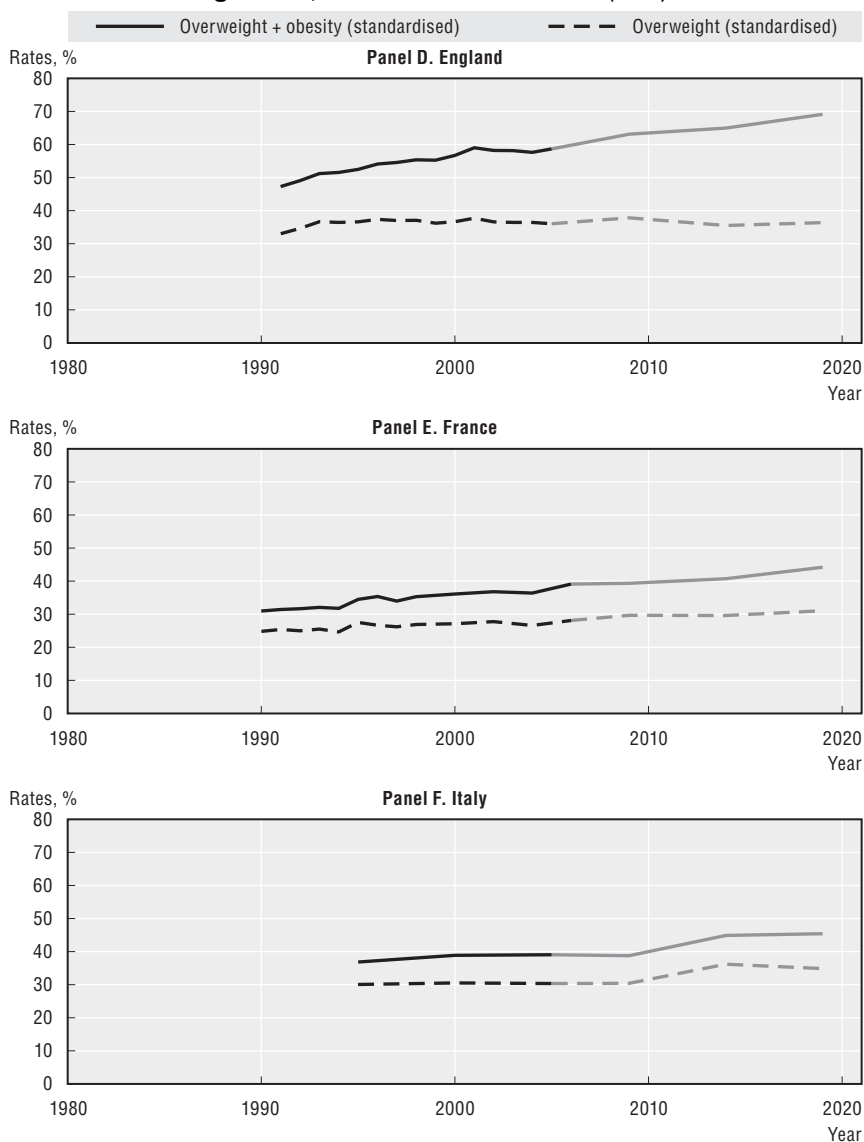 Overweight + obesity (standardised) Overweight (standardised)
Rates, % Panel D. England
80
70
60
50
40
30
20
10
0
1980 1990 2000 2010 2020
Year
Rates, % Panel E. France
80
70
60
50
40
30
20
10
0
1980 1990 2000 2010 2020
Year
Rates, % Panel F. Italy
80
70
60
50
40
30
20
10
0
1980 1990 2000 2010 2020
Year